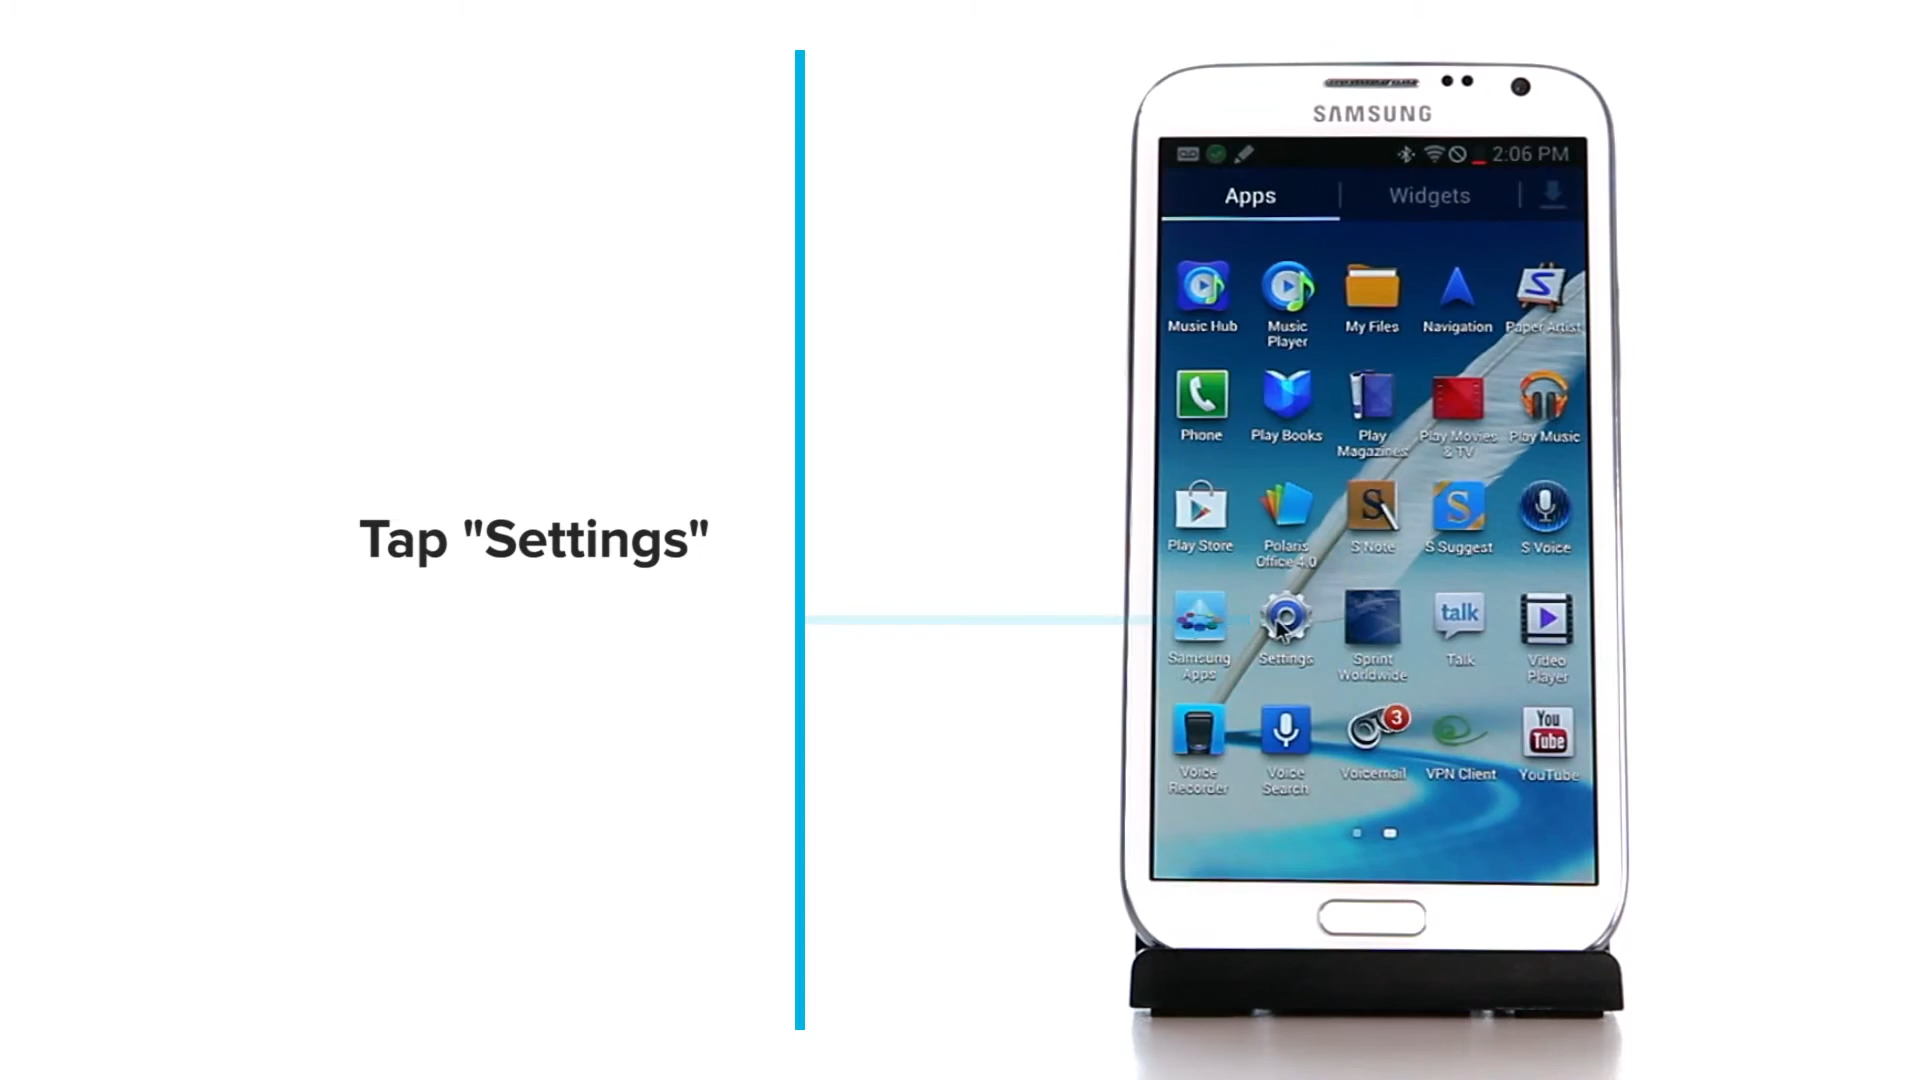 Tap "Settings"
SAMSUNG
2:06 PM
Apps
Widgets
Music Hub
Music
Player
My Files
Navigation
Paper Artist
Phone
Play Books
Play
Magazines
Play Movies
& TV
Play Music
Play Store
Polaris
Office 4.0
S Note
S Suggest
S Voice
Samsung
Apps
Settings
Sprint
Worldwide
talk
Talk
Video
Player
Voice
Recorder
Voice
Search
3
Voicemail
VPN Client
You
Tube
YouTube